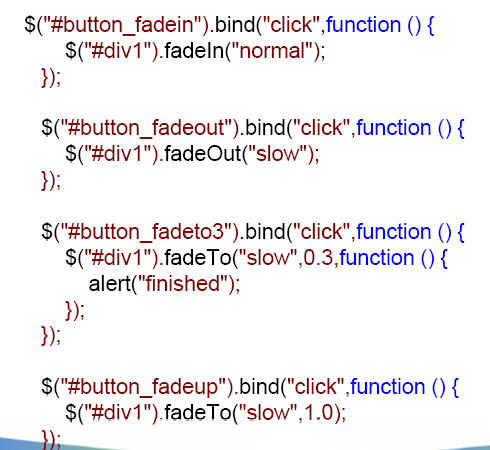 $("#button_fadein").bind("click",function () {
$("#div1").fadeIn("normal");
});
$("#button_fadeout").bind("click",function () {
$("#div1").fadeOut("slow");
});
$("#button_fadeto3").bind("click",function () {
$("#div1").fadeTo("slow",0.3,function () {
alert("finished");
});
});
$("#button_fadeup").bind("click",function () {
$("#div1").fadeTo("slow",1.0);
});